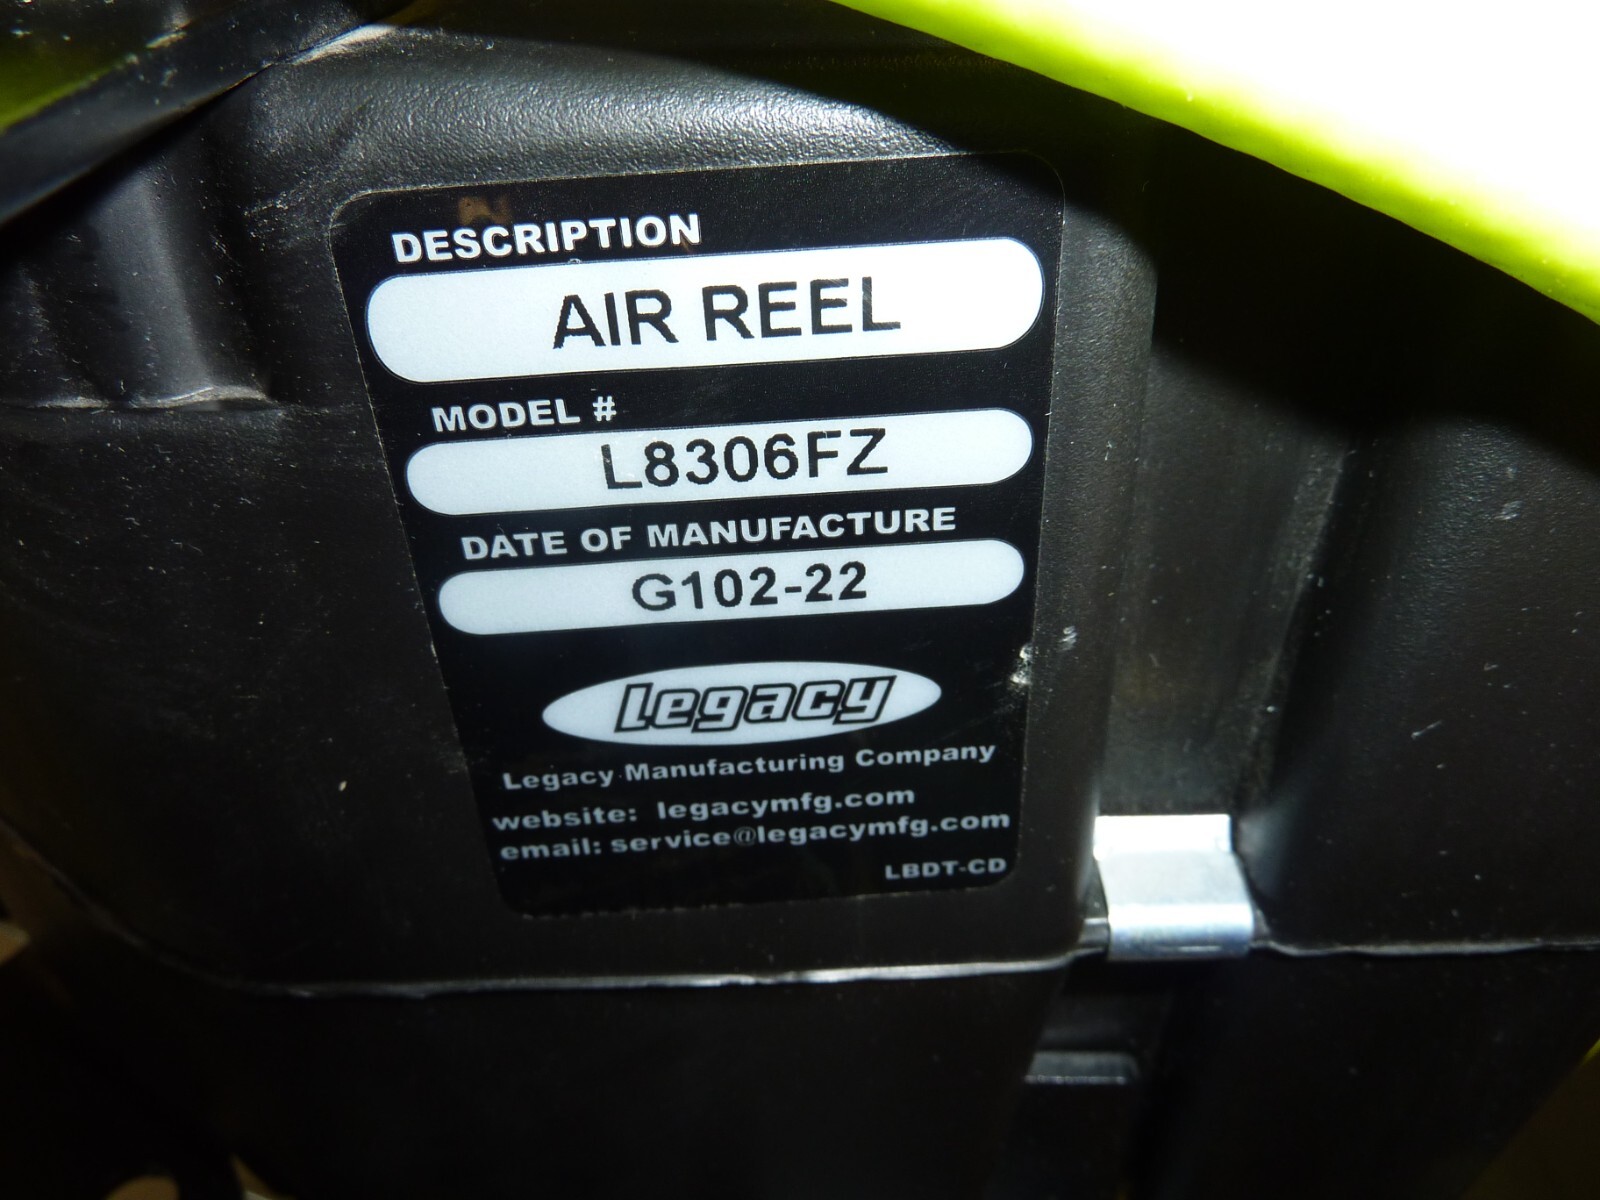 DESCRIPTION
AIR REEL
MODEL #
L8306FZ
DATE OF MANUFACTURE
G102-22
Legacy
Legacy Manufacturing Company
website: legacymfg.com
email: service@legacymfg.com
LBDT-CD